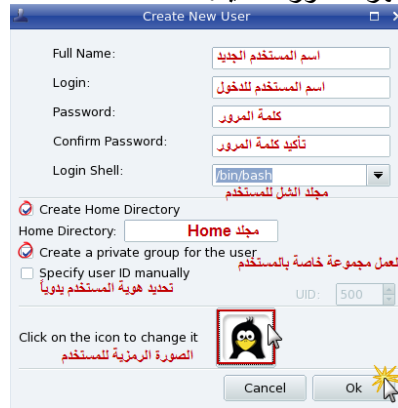 Create New User
Full Name: اسم المستخدم الجديد
Login: اسم المستخدم للدخول
Password: كلمة المرور
Confirm Password: تأكيد كلمة المرور
Login Shell: /bin/bash
مجلد الشل للمستخدم
Create Home Directory
Home Directory: مجلد Home
Create a private group for the user
لعمل مجموعة خاصة بالمستخدم
Specify user ID manually
تحديد هوية المستخدم يدوياً
UID: 500
Click on the icon to change it
الصورة الرمزية للمستخدم
Cancel Ok